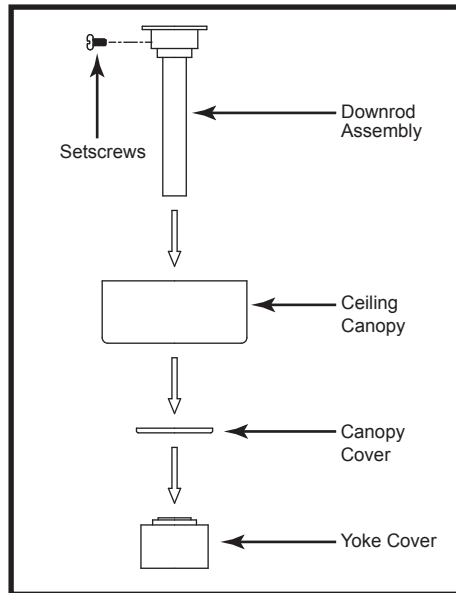 Downrod
Assembly
Setscrews
Ceiling
Canopy
Canopy
Cover
Yoke Cover